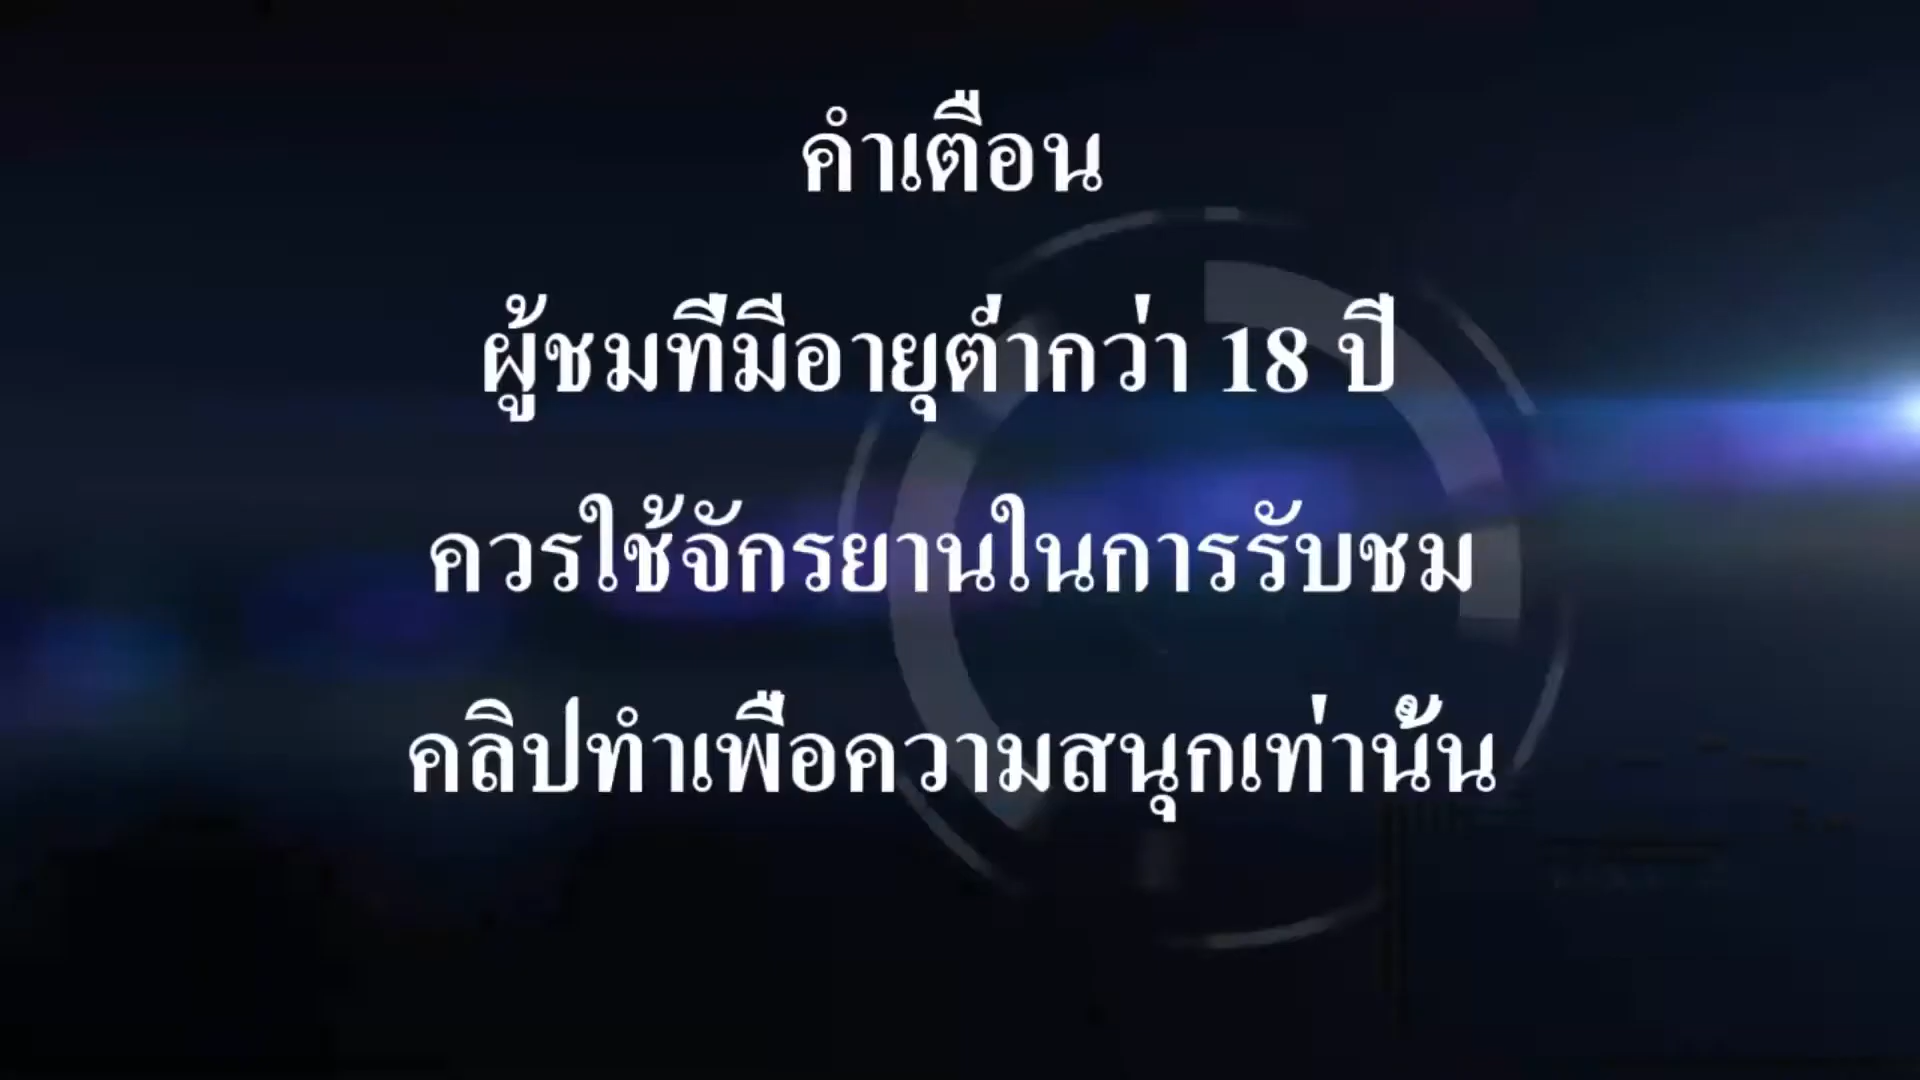 คำเตือน
ผู้ชมที่มีอายุต่ำกว่า 18 ปี
ควรใช้จักรยานในการรับชม
คลิปทำเพื่อความสนุกเท่านั้น